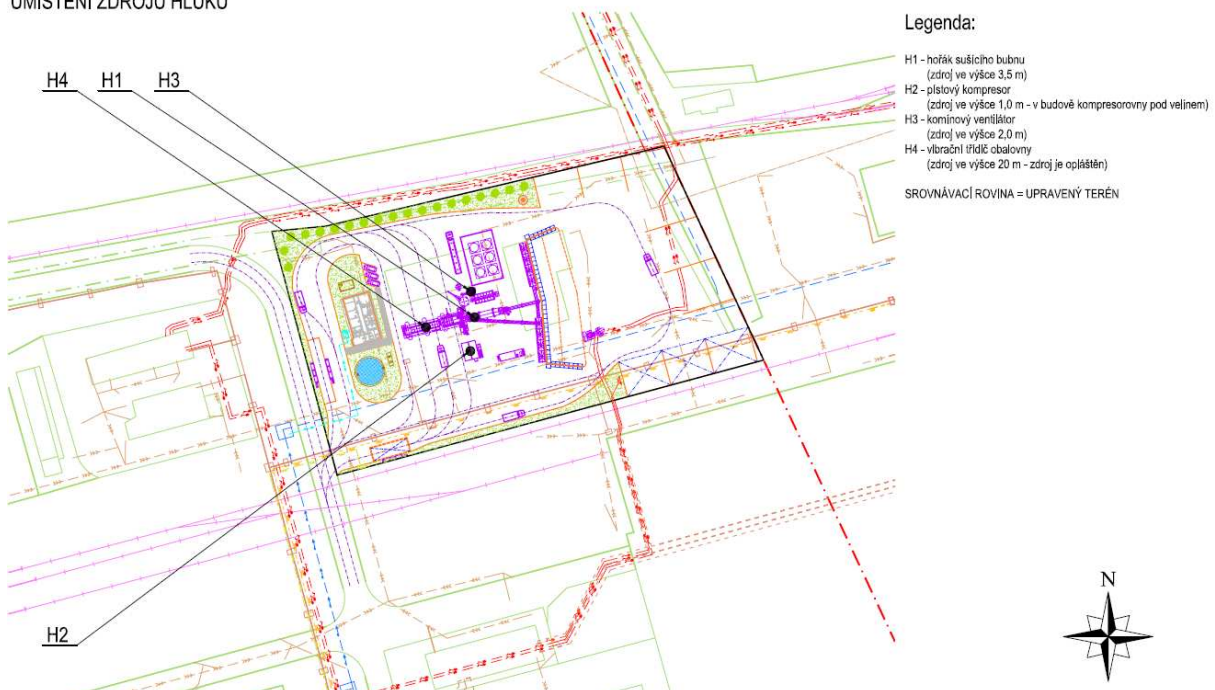 UMÍSTĚNÍ ZDROJŮ HLUKU
H4 H1 H3
Legenda:
H1 - hořák sušícího bubnu
(zdroj ve výšce 3,5 m)
H2 - pístový kompresor
(zdroj ve výšce 1,0 m - v budově kompresorovny pod velínem)
H3 - komínový ventilátor
(zdroj ve výšce 2,0 m)
H4 - vibrační třídič obalovny
(zdroj ve výšce 20 m - zdroj je opláštěn)
SROVNÁVACÍ ROVINA = UPRAVENÝ TERÉN
H2
N